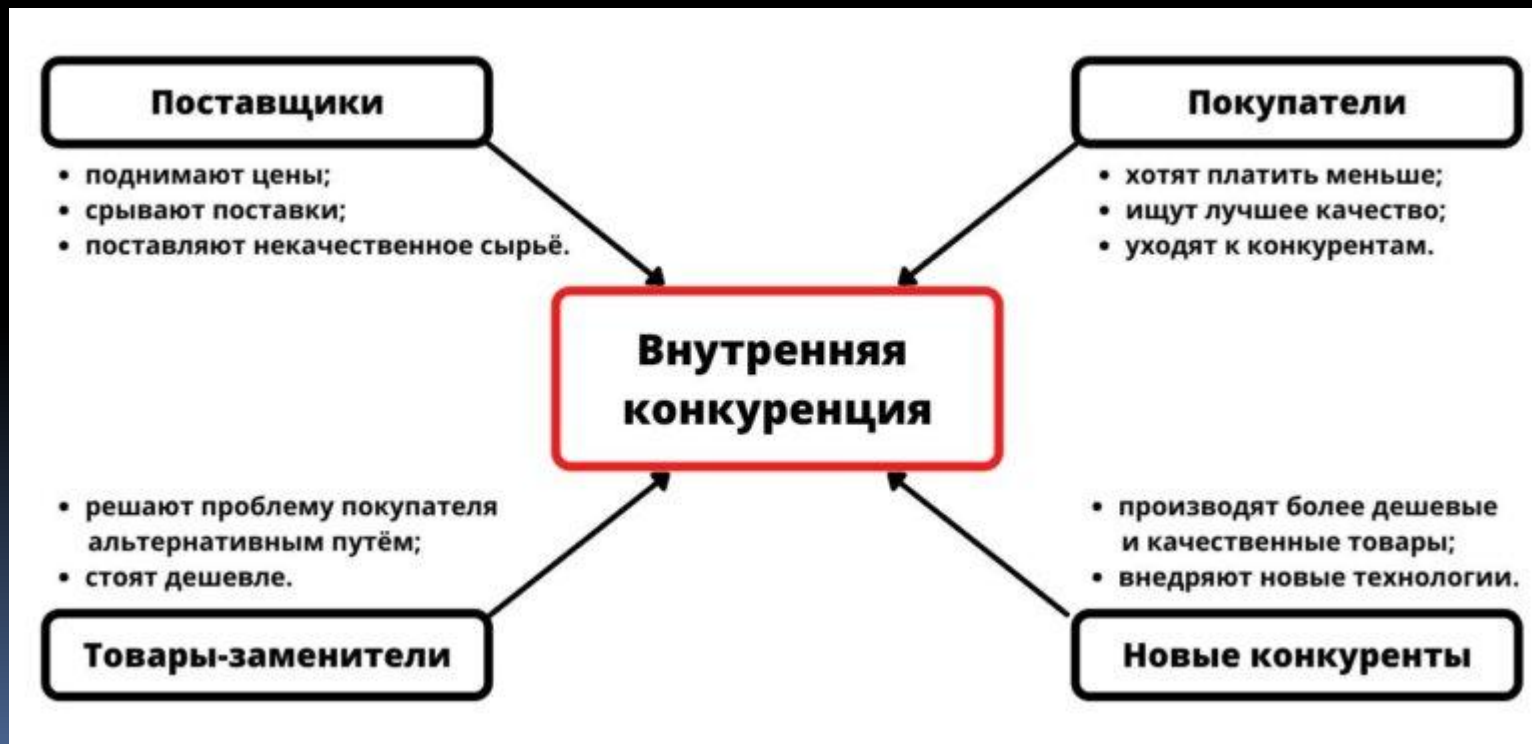 Поставщики
• поднимают цены;
• срывают поставки;
• поставляют некачественное сырьё.
Покупатели
• хотят платить меньше;
• ищут лучшее качество;
• уходят к конкурентам.
Внутренняя
конкуренция
• решают проблему покупателя
альтернативным путём;
• стоят дешевле.
Товары-заменители
• производят более дешевые
и качественные товары;
• внедряют новые технологии.
Новые конкуренты